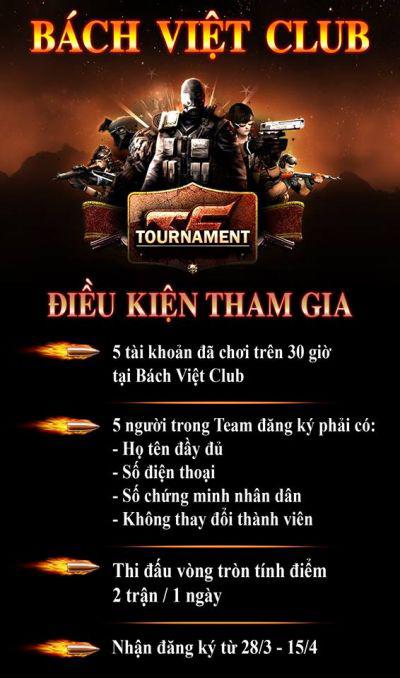 BÁCH VIỆT CLUB
TOURNAMENT
ĐIỀU KIỆN THAM GIA
5 tài khoản đã chơi trên 30 giờ
tại Bách Việt Club
5 người trong Team đăng ký phải có:
- Họ tên đầy đủ
- Số điện thoại
- Số chứng minh nhân dân
- Không thay đổi thành viên
Thi đấu vòng tròn tính điểm
2 trận / 1 ngày
Nhận đăng ký từ 28/3 - 15/4